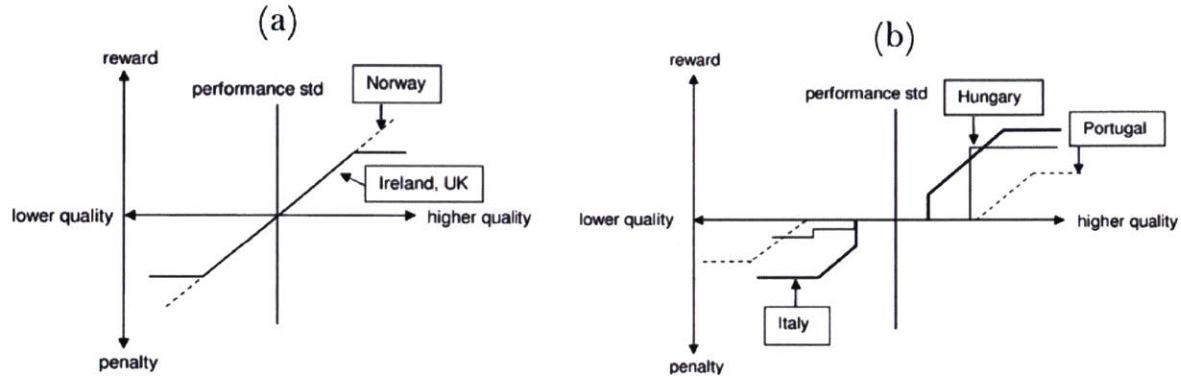 (a)
reward
performance std
Norway
Ireland, UK
lower quality
higher quality
penalty
(b)
reward
performance std
Hungary
Portugal
lower quality
higher quality
Italy
penalty